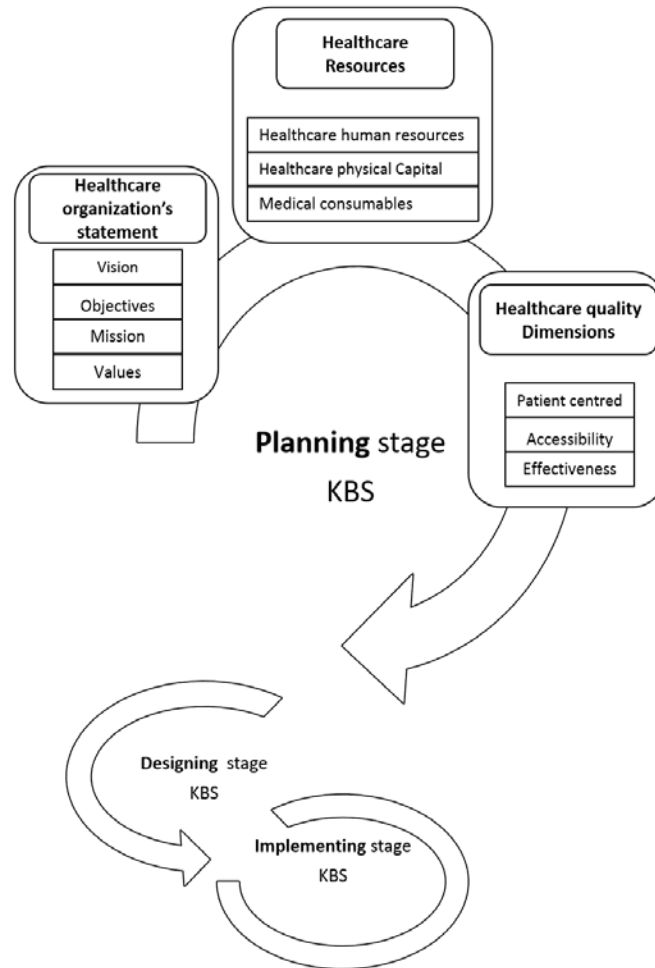 Healthcare
Resources
Healthcare human resources
Healthcare physical Capital
Medical consumables
Healthcare
organization's
statement
Vision
Objectives
Mission
Values
Healthcare quality
Dimensions
Patient centred
Accessibility
Effectiveness
Planning stage
KBS
Designing stage
KBS
Implementing stage
KBS